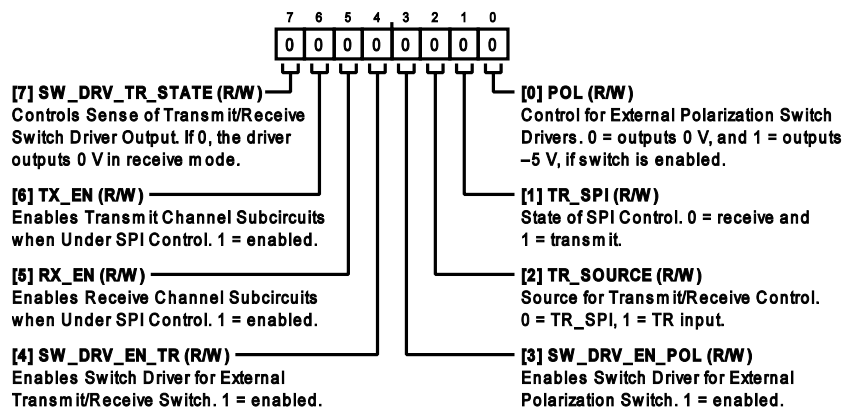 7 6 5 4 3 2 1 0
0 0 0 0 0 0 0 0
[7] SW_DRV_TR_STATE (R/W)
Controls Sense of Transmit/Receive
Switch Driver Output. If 0, the driver
outputs 0 V in receive mode.
[6] TX_EN (R/W)
Enables Transmit Channel Subcircuits
when Under SPI Control. 1 = enabled.
[5] RX_EN (R/W)
Enables Receive Channel Subcircuits
when Under SPI Control. 1 = enabled.
[4] SW_DRV_EN_TR (R/W)
Enables Switch Driver for External
Transmit/Receive Switch. 1 = enabled.
[0] POL (R/W)
Control for External Polarization Switch
Drivers. 0 = outputs 0 V, and 1 = outputs
–5 V, if switch is enabled.
[1] TR_SPI (R/W)
State of SPI Control. 0 = receive and
1 = transmit.
[2] TR_SOURCE (R/W)
Source for Transmit/Receive Control.
0 = TR_SPI, 1 = TR input.
[3] SW_DRV_EN_POL (R/W)
Enables Switch Driver for External
Polarization Switch. 1 = enabled.